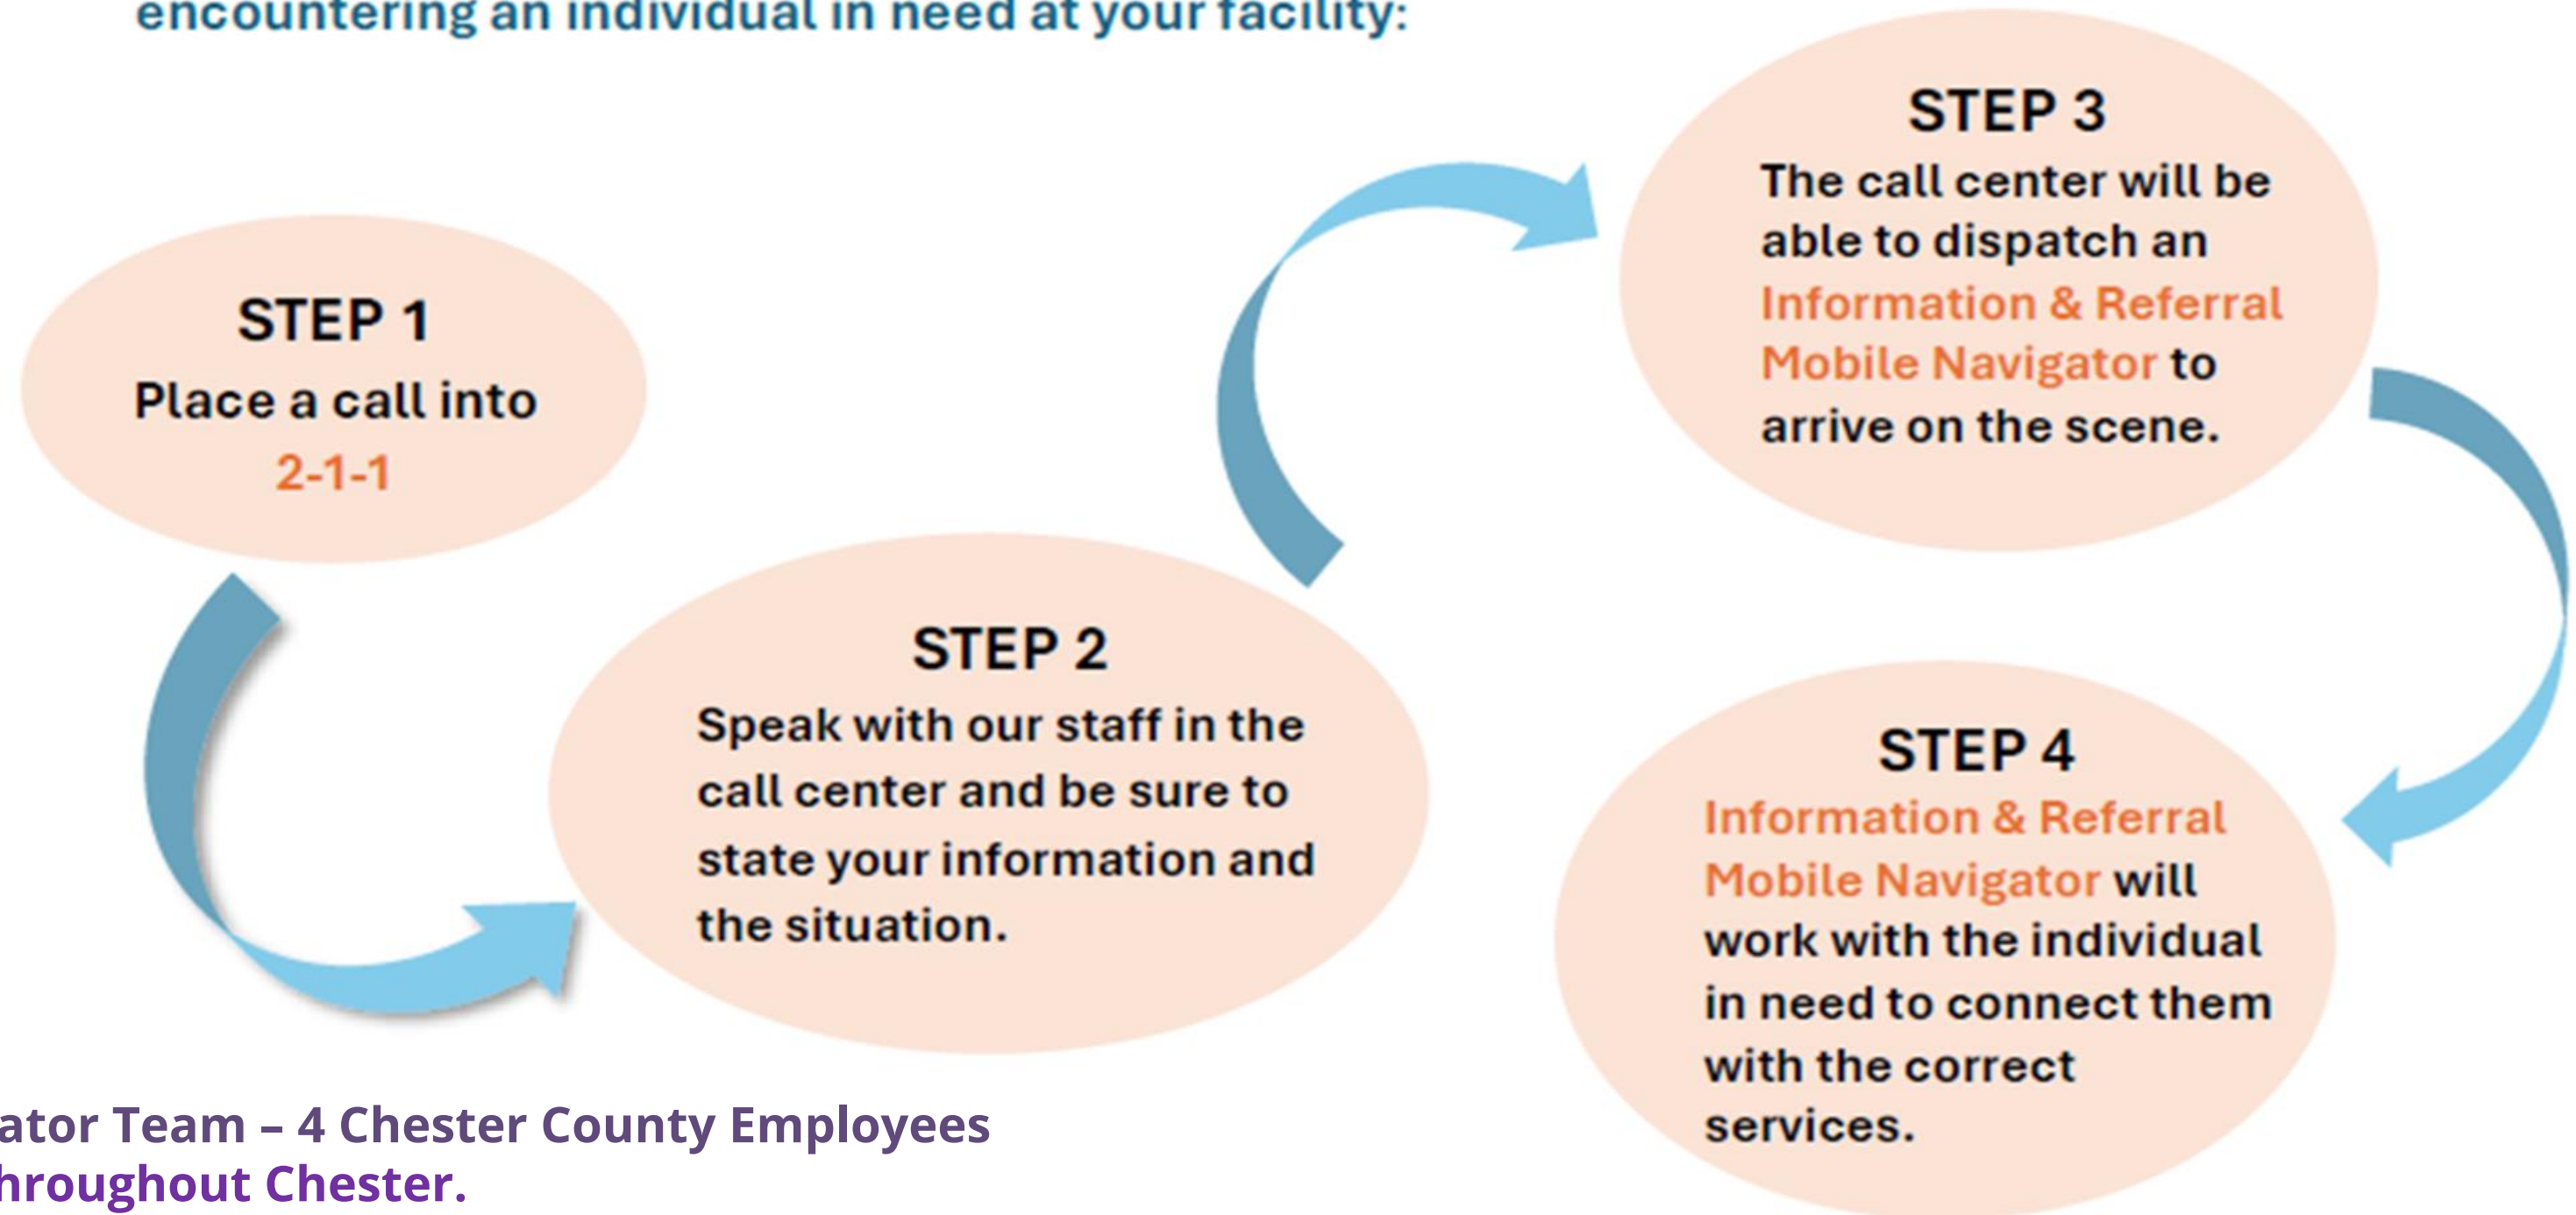 encountering an individual in need at your facility:
STEP 1
Place a call into
2-1-1
STEP 2
Speak with our staff in the
call center and be sure to
state your information and
the situation.
STEP 3
The call center will be
able to dispatch an
Information & Referral
Mobile Navigator to
arrive on the scene.
STEP 4
Information & Referral
Mobile Navigator will
work with the individual
in need to connect them
with the correct
services.
ator Team – 4 Chester County Employees
hroughout Chester.